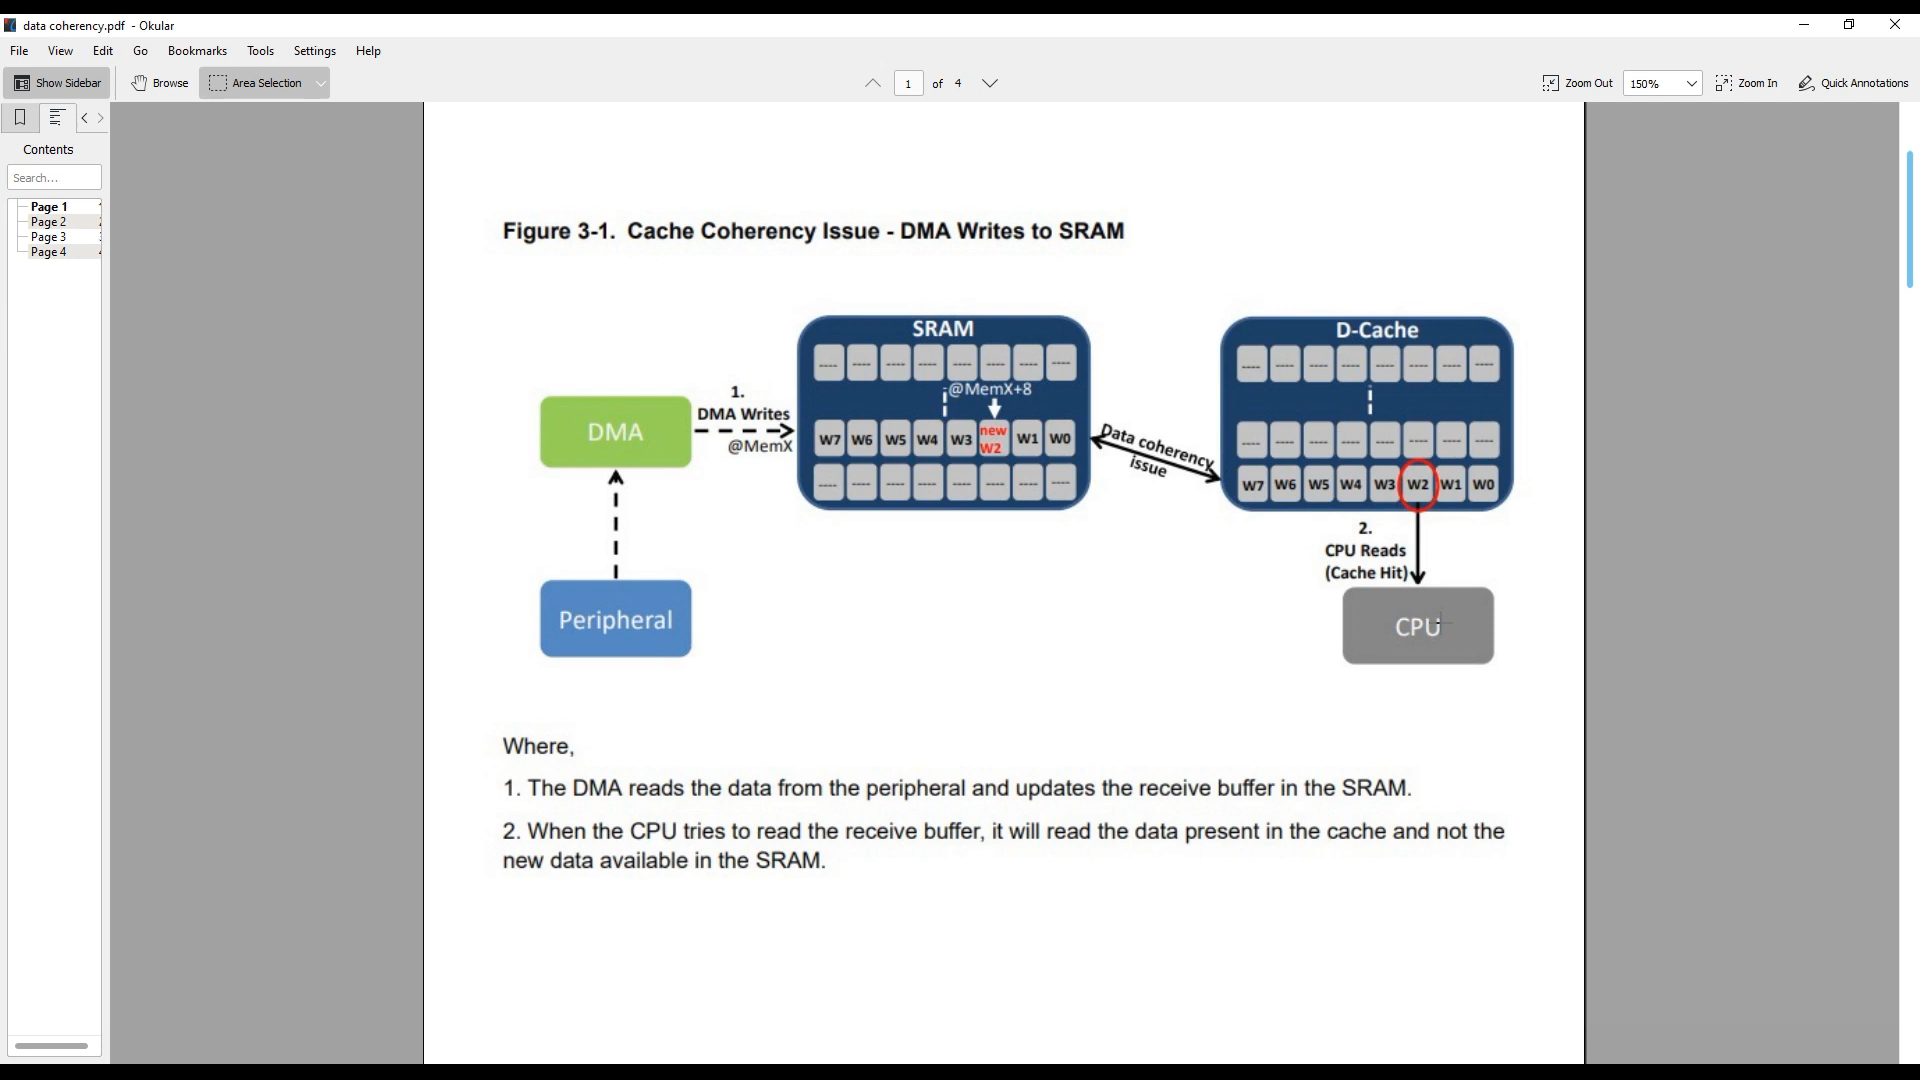 data coherency.pdf - Okular
File View Edit Go Bookmarks Tools Settings Help
Show Sidebar Browse Area Selection 1 of 4 Zoom Out 150% Zoom In Quick Annotations
Contents
Search...
Page 1
Page 2
Page 3
Page 4
Figure 3-1. Cache Coherency Issue - DMA Writes to SRAM
SRAM
---- ---- ---- ---- ---- ---- ---- ----
@MemX+8
W7 W6 W5 W4 W3 new W2 W1 W0
---- ---- ---- ---- ---- ---- ---- ----
D-Cache
---- ---- ---- ---- ---- ---- ---- ----
---- ---- ---- ---- ---- ---- ---- ----
W7 W6 W5 W4 W3 W2 W1 W0
1.
DMA Writes
@MemX
DMA
Data coherency
issue
2.
CPU Reads
(Cache Hit)
Peripheral
CPU
Where,
1. The DMA reads the data from the peripheral and updates the receive buffer in the SRAM.
2. When the CPU tries to read the receive buffer, it will read the data present in the cache and not the
new data available in the SRAM.